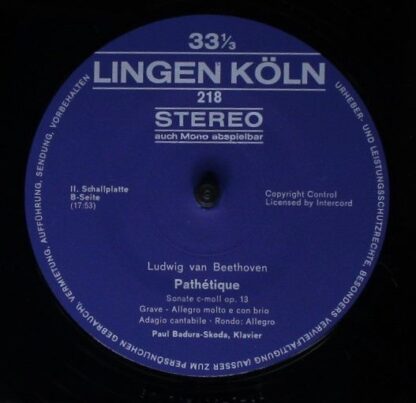 33⅓
LINGEN KÖLN
218
STEREO
auch Mono abspielbar
II. Schallplatte
B-Seite
(17:53)
Copyright Control
Licensed by Intercord
Ludwig van Beethoven
Pathétique
Sonate c-moll op. 13
Grave - Allegro molto e con brio
Adagio cantabile - Rondo: Allegro
Paul Badura-Skoda, Klavier
URHEBER- UND LEISTUNGSSCHUTZRECHTE, BESONDERS VERVIELFÄLTIGUNG (AUSSER ZUM PERSÖNLICHEN GEBRAUCH), VERMIETUNG, AUFFÜHRUNG, SENDUNG, VORBEHALTEN